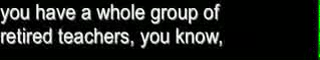 you have a whole group of
retired teachers, you know,